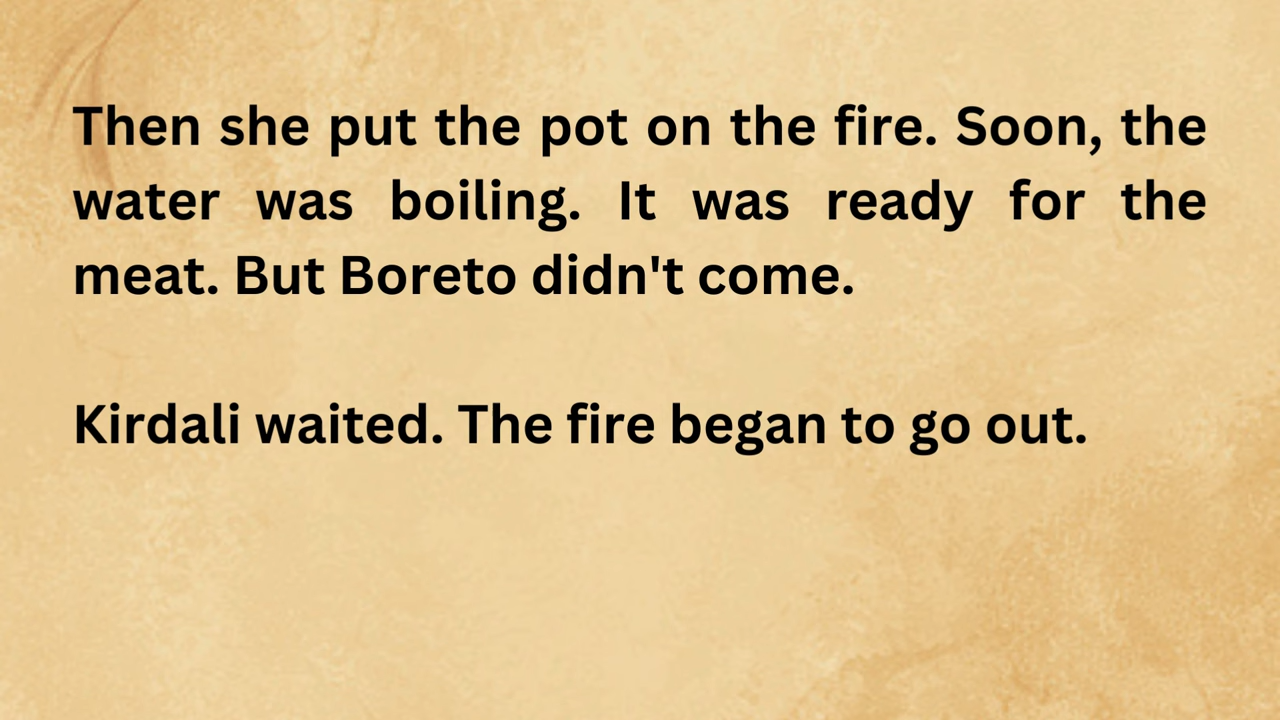 Then she put the pot on the fire. Soon, the
water was boiling. It was ready for the
meat. But Boreto didn't come.
Kirdali waited. The fire began to go out.